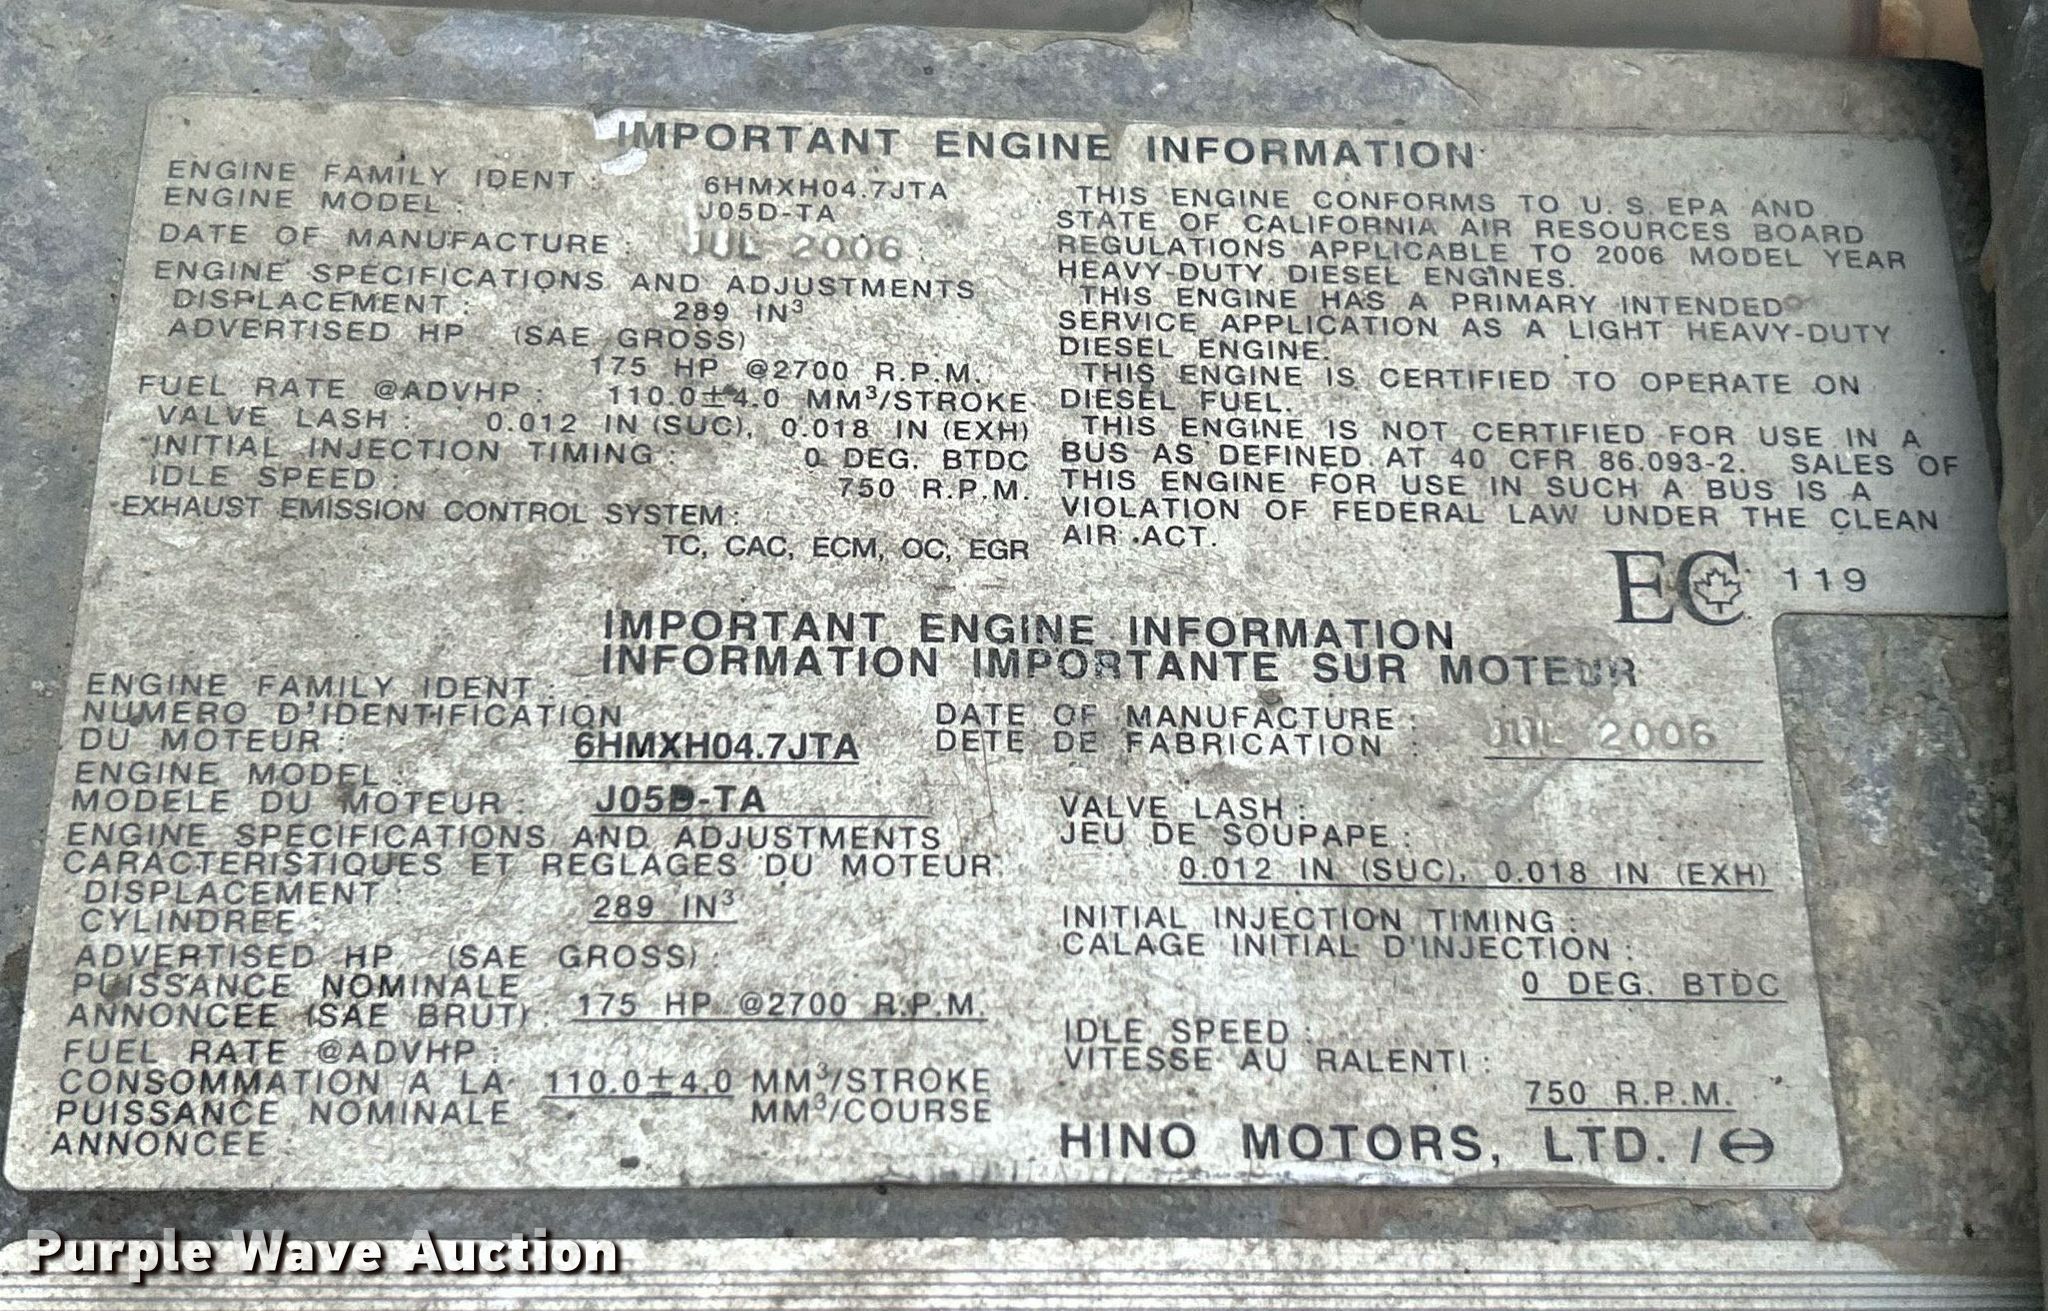 IMPORTANT ENGINE INFORMATION
ENGINE FAMILY IDENT : 6HMXH04.7JTA
ENGINE MODEL : J05D-TA
DATE OF MANUFACTURE : JUL 2006
ENGINE SPECIFICATIONS AND ADJUSTMENTS
DISPLACEMENT : 289 IN³
ADVERTISED HP (SAE GROSS)
175 HP @2700 R.P.M.
FUEL RATE @ADVHP : 110.0±4.0 MM³/STROKE
VALVE LASH : 0.012 IN (SUC), 0.018 IN (EXH)
INITIAL INJECTION TIMING : 0 DEG. BTDC
IDLE SPEED : 750 R.P.M.
EXHAUST EMISSION CONTROL SYSTEM :
TC, CAC, ECM, OC, EGR
THIS ENGINE CONFORMS TO U.S. EPA AND
STATE OF CALIFORNIA AIR RESOURCES BOARD
REGULATIONS APPLICABLE TO 2006 MODEL YEAR
HEAVY-DUTY DIESEL ENGINES.
THIS ENGINE HAS A PRIMARY INTENDED
SERVICE APPLICATION AS A LIGHT HEAVY-DUTY
DIESEL ENGINE.
THIS ENGINE IS CERTIFIED TO OPERATE ON
DIESEL FUEL.
THIS ENGINE IS NOT CERTIFIED FOR USE IN A
BUS AS DEFINED AT 40 CFR 86.093-2. SALES OF
THIS ENGINE FOR USE IN SUCH A BUS IS A
VIOLATION OF FEDERAL LAW UNDER THE CLEAN
AIR ACT.
EC 119
IMPORTANT ENGINE INFORMATION
INFORMATION IMPORTANTE SUR MOTEUR
ENGINE FAMILY IDENT :
NUMERO D'IDENTIFICATION
DU MOTEUR : 6HMXH04.7JTA
ENGINE MODEL :
MODELE DU MOTEUR : J05D-TA
ENGINE SPECIFICATIONS AND ADJUSTMENTS
CARACTERISTIQUES ET REGLAGES DU MOTEUR
DISPLACEMENT :
CYLINDREE : 289 IN³
ADVERTISED HP (SAE GROSS) :
PUISSANCE NOMINALE
ANNONCEE (SAE BRUT) : 175 HP @2700 R.P.M.
FUEL RATE @ADVHP :
CONSOMMATION A LA 110.0±4.0 MM³/STROKE
PUISSANCE NOMINALE MM³/COURSE
ANNONCEE :
DATE OF MANUFACTURE :
DETE DE FABRICATION : JUL 2006
VALVE LASH :
JEU DE SOUPAPE :
0.012 IN (SUC), 0.018 IN (EXH)
INITIAL INJECTION TIMING :
CALAGE INITIAL D'INJECTION :
0 DEG. BTDC
IDLE SPEED :
VITESSE AU RALENTI :
750 R.P.M.
HINO MOTORS, LTD. /
Purple Wave Auction